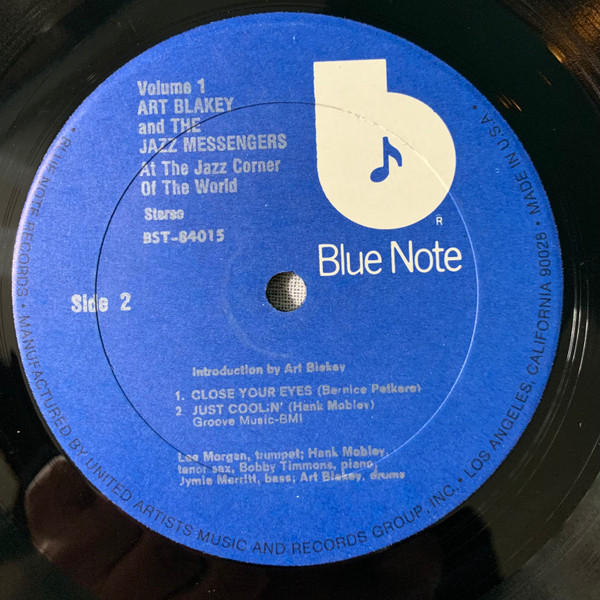 Volume 1
ART BLAKEY
and THE
JAZZ MESSENGERS
At The Jazz Corner
Of The World
Stereo
BST-84015
Blue Note
R
Side 2
Introduction by Art Blakey
1. CLOSE YOUR EYES (Bernice Petkere)
2 JUST COOLIN' (Hank Mobley)
Groove Music-BMI
Lee Morgan, trumpet; Hank Mobley,
tenor sax, Bobby Timmons, piano;
Jymie Merritt, bass; Art Blakey, drums
• BLUE NOTE RECORDS • MANUFACTURED BY UNITED ARTISTS MUSIC AND RECORDS GROUP, INC. • LOS ANGELES, CALIFORNIA 90028 • MADE IN U.S.A. •